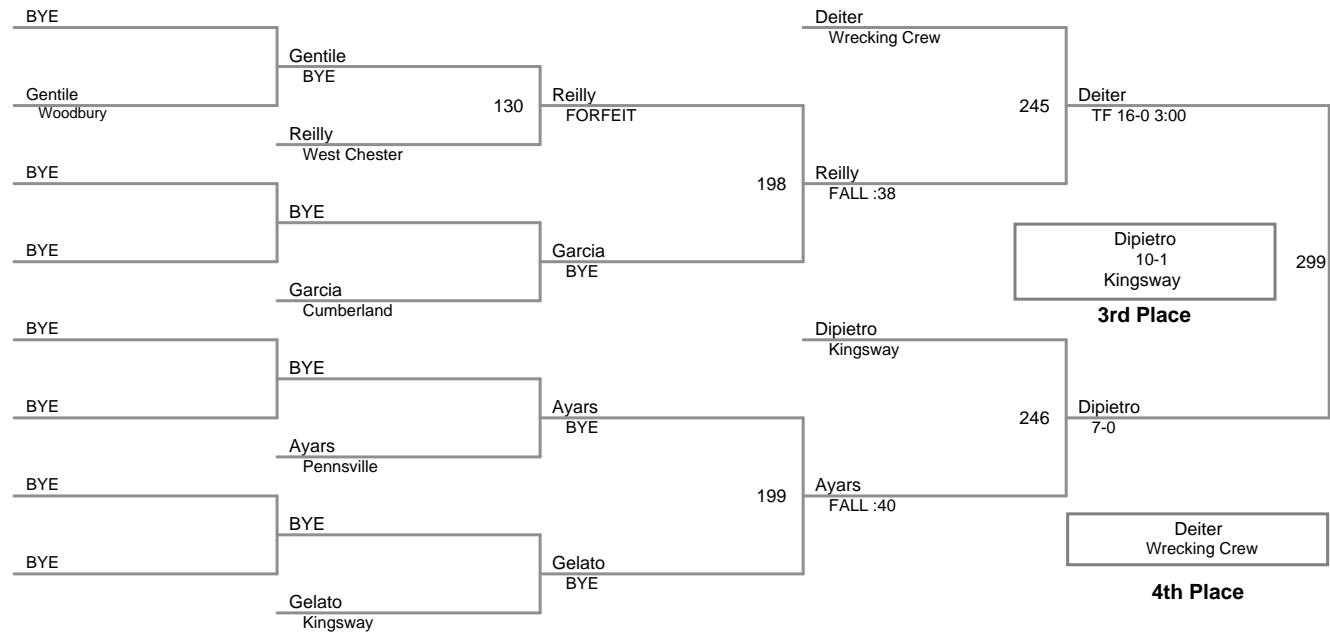 BYE
Gentile
Woodbury
BYE
BYE
BYE
BYE
BYE
BYE
Gentile
BYE
Reilly
West Chester
BYE
Garcia
Cumberland
BYE
Ayars
Pennsville
BYE
Gelato
Kingsway
130
Reilly
FORFEIT
Garcia
BYE
Ayars
BYE
Gelato
BYE
198
199
Deiter
Wrecking Crew
Reilly
FALL :38
Dipietro
Kingsway
Ayars
FALL :40
245
246
Deiter
TF 16-0 3:00
Dipietro
7-0
299
Dipietro
10-1
Kingsway
3rd Place
Deiter
Wrecking Crew
4th Place